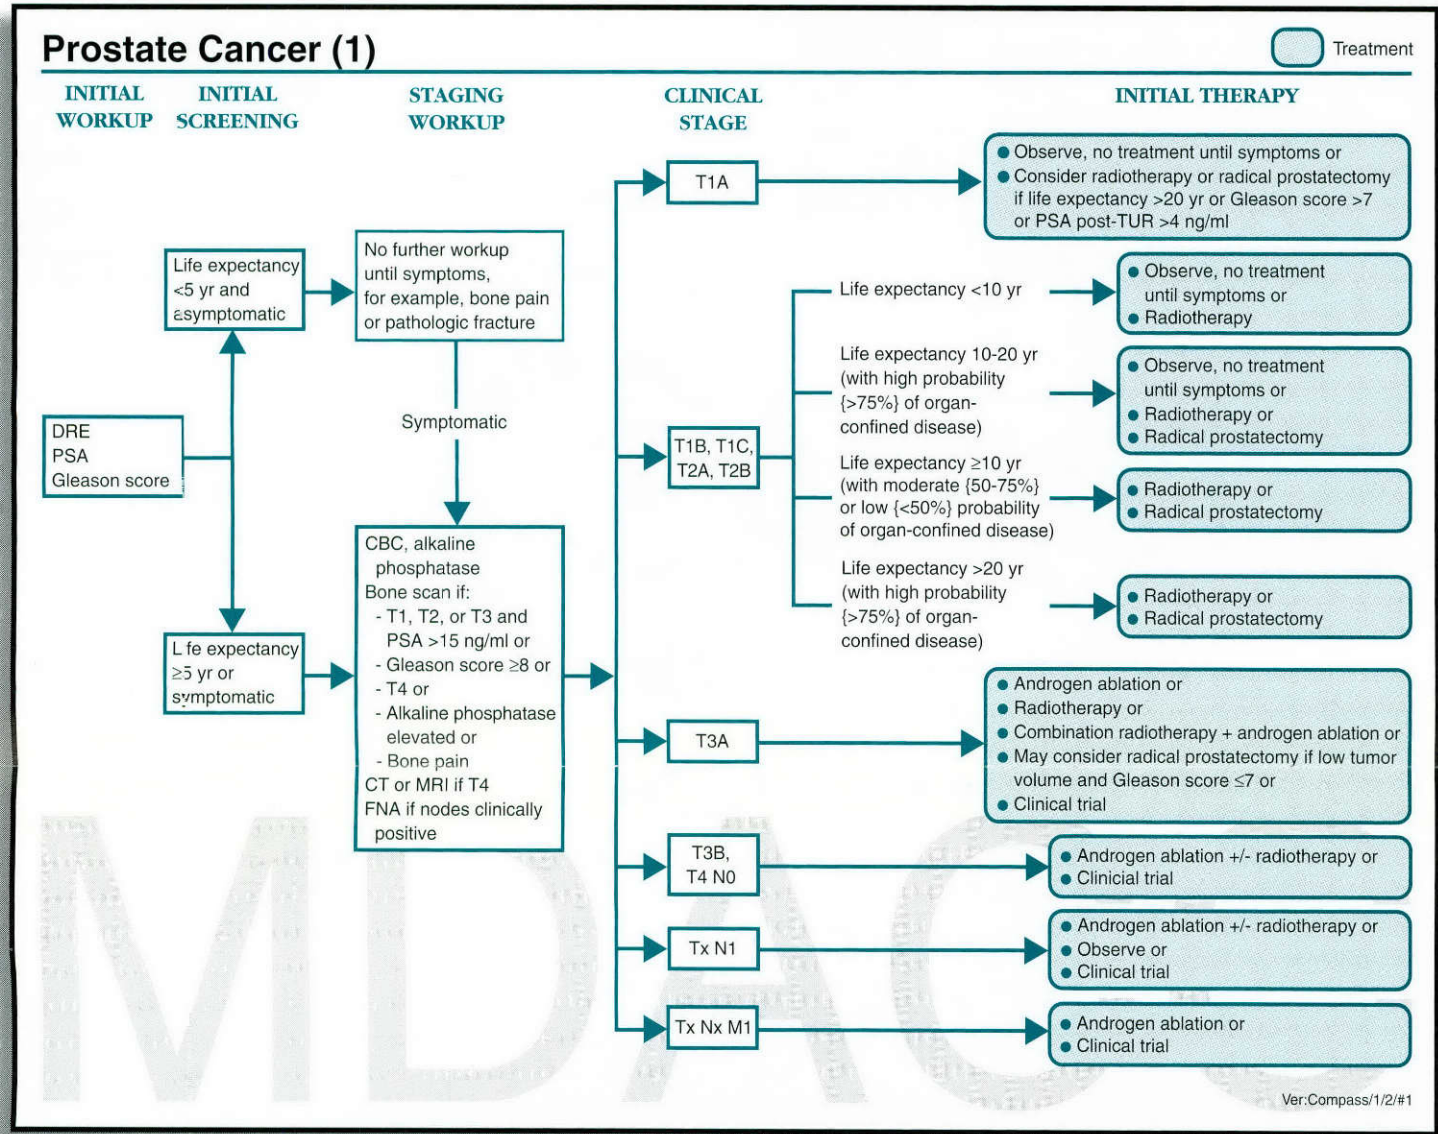 Prostate Cancer (1)
Treatment
INITIAL
WORKUP
INITIAL
SCREENING
STAGING
WORKUP
CLINICAL
STAGE
INITIAL THERAPY
DRE
PSA
Gleason score
Life expectancy
<5 yr and
asymptomatic
L fe expectancy
≥5 yr or
symptomatic
No further workup
until symptoms,
for example, bone pain
or pathologic fracture
Symptomatic
CBC, alkaline
phosphatase
Bone scan if:
- T1, T2, or T3 and
PSA >15 ng/ml or
- Gleason score ≥8 or
- T4 or
- Alkaline phosphatase
elevated or
- Bone pain
CT or MRI if T4
FNA if nodes clinically
positive
T1A
● Observe, no treatment until symptoms or
● Consider radiotherapy or radical prostatectomy
if life expectancy >20 yr or Gleason score >7
or PSA post-TUR >4 ng/ml
T1B, T1C,
T2A, T2B
Life expectancy <10 yr
● Observe, no treatment
until symptoms or
● Radiotherapy
Life expectancy 10-20 yr
(with high probability
{>75%} of organ-
confined disease)
● Observe, no treatment
until symptoms or
● Radiotherapy or
● Radical prostatectomy
Life expectancy ≥10 yr
(with moderate {50-75%}
or low {<50%} probability
of organ-confined disease)
● Radiotherapy or
● Radical prostatectomy
Life expectancy >20 yr
(with high probability
{>75%} of organ-
confined disease)
● Radiotherapy or
● Radical prostatectomy
T3A
● Androgen ablation or
● Radiotherapy or
● Combination radiotherapy + androgen ablation or
● May consider radical prostatectomy if low tumor
volume and Gleason score ≤7 or
● Clinical trial
T3B,
T4 N0
● Androgen ablation +/- radiotherapy or
● Clinicial trial
Tx N1
● Androgen ablation +/- radiotherapy or
● Observe or
● Clinical trial
Tx Nx M1
● Androgen ablation or
● Clinical trial
MDACC
Ver:Compass/1/2/#1